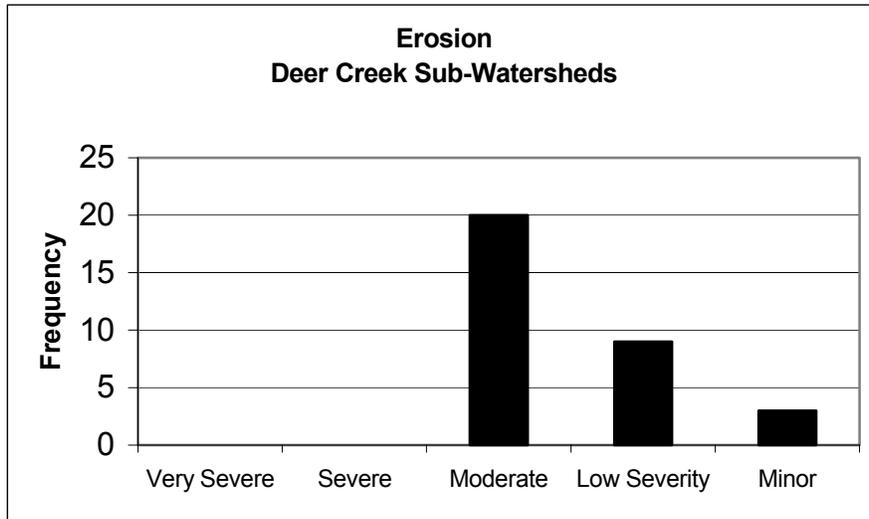 Erosion
Deer Creek Sub-Watersheds
Frequency
25
20
15
10
5
0
Very Severe Severe Moderate Low Severity Minor